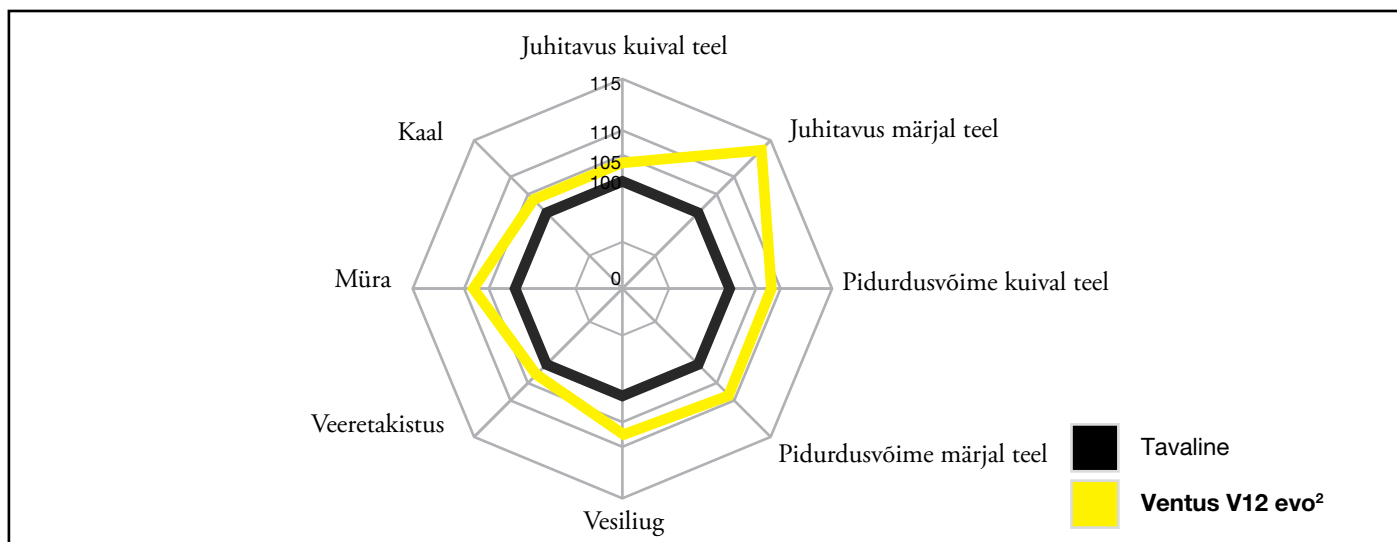 Juhitavus kuival teel
115
Kaal
110
Juhitavus märjal teel
105
100
Müra
0
Pidurdusvõime kuival teel
Veeretakistus
Pidurdusvõime märjal teel
Vesiliug
Tavaline
Ventus V12 evo²